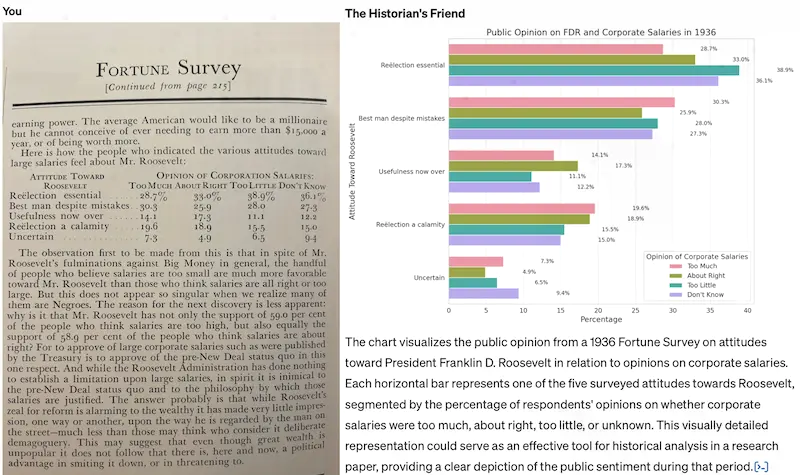 You
FORTUNE Survey
[Continued from page 215]
earning power. The average American would like to be a millionaire
but he cannot conceive of ever needing to earn more than $15,000 a
year, or of being worth more.
Here is how the people who indicated the various attitudes toward
large salaries feel about Mr. Roosevelt:
ATTITUDE TOWARD OPINION OF CORPORATION SALARIES:
ROOSEVELT TOO MUCH ABOUT RIGHT TOO LITTLE DON'T KNOW
Reëlection essential ...... 28.7% 33.0% 38.9% 36.1%
Best man despite mistakes . 30.3 25.9 28.0 27.3
Usefulness now over ...... 14.1 17.3 11.1 12.2
Reëlection a calamity ..... 19.6 18.9 15.5 15.0
Uncertain ............. 7.3 4.9 6.5 9.4
The observation first to be made from this is that in spite of Mr.
Roosevelt's fulminations against Big Money in general, the handful
of people who believe salaries are too small are much more favorable
toward Mr. Roosevelt than those who think salaries are all right or too
large. But this does not appear so singular when we realize many of
them are Negroes. The reason for the next discovery is less apparent:
why is it that Mr. Roosevelt has not only the support of 59.0 per cent
of the people who think salaries are too high, but also equally the
support of 58.9 per cent of the people who think salaries are about
right? For to approve of large corporate salaries such as were published
by the Treasury is to approve of the pre-New Deal status quo in this
one respect. And while the Roosevelt Administration has done nothing
to establish a limitation upon large salaries, in spirit it is inimical to
the pre-New Deal status quo and to the philosophy by which those
salaries are justified. The answer probably is that while Roosevelt's
zeal for reform is alarming to the wealthy it has made very little impres-
sion, one way or another, upon the way he is regarded by the man on
the street—much less than those may think who consider it deliberate
demagoguery. This may suggest that even though great wealth is
unpopular it does not follow that there is, here and now, a political
advantage in smiting it down, or in threatening to.
The Historian's Friend
Public Opinion on FDR and Corporate Salaries in 1936
Attitude Toward Roosevelt
Reëlection essential
28.7%
33.0%
38.9%
36.1%
Best man despite mistakes
30.3%
25.9%
28.0%
27.3%
Usefulness now over
14.1%
17.3%
11.1%
12.2%
Reëlection a calamity
19.6%
18.9%
15.5%
15.0%
Uncertain
7.3%
4.9%
6.5%
9.4%
Opinion of Corporate Salaries
Too Much
About Right
Too Little
Don't Know
0 5 10 15 20 25 30 35 40
Percentage
The chart visualizes the public opinion from a 1936 Fortune Survey on attitudes
toward President Franklin D. Roosevelt in relation to opinions on corporate salaries.
Each horizontal bar represents one of the five surveyed attitudes towards Roosevelt,
segmented by the percentage of respondents' opinions on whether corporate
salaries were too much, about right, too little, or unknown. This visually detailed
representation could serve as an effective tool for historical analysis in a research
paper, providing a clear depiction of the public sentiment during that period. [>_]